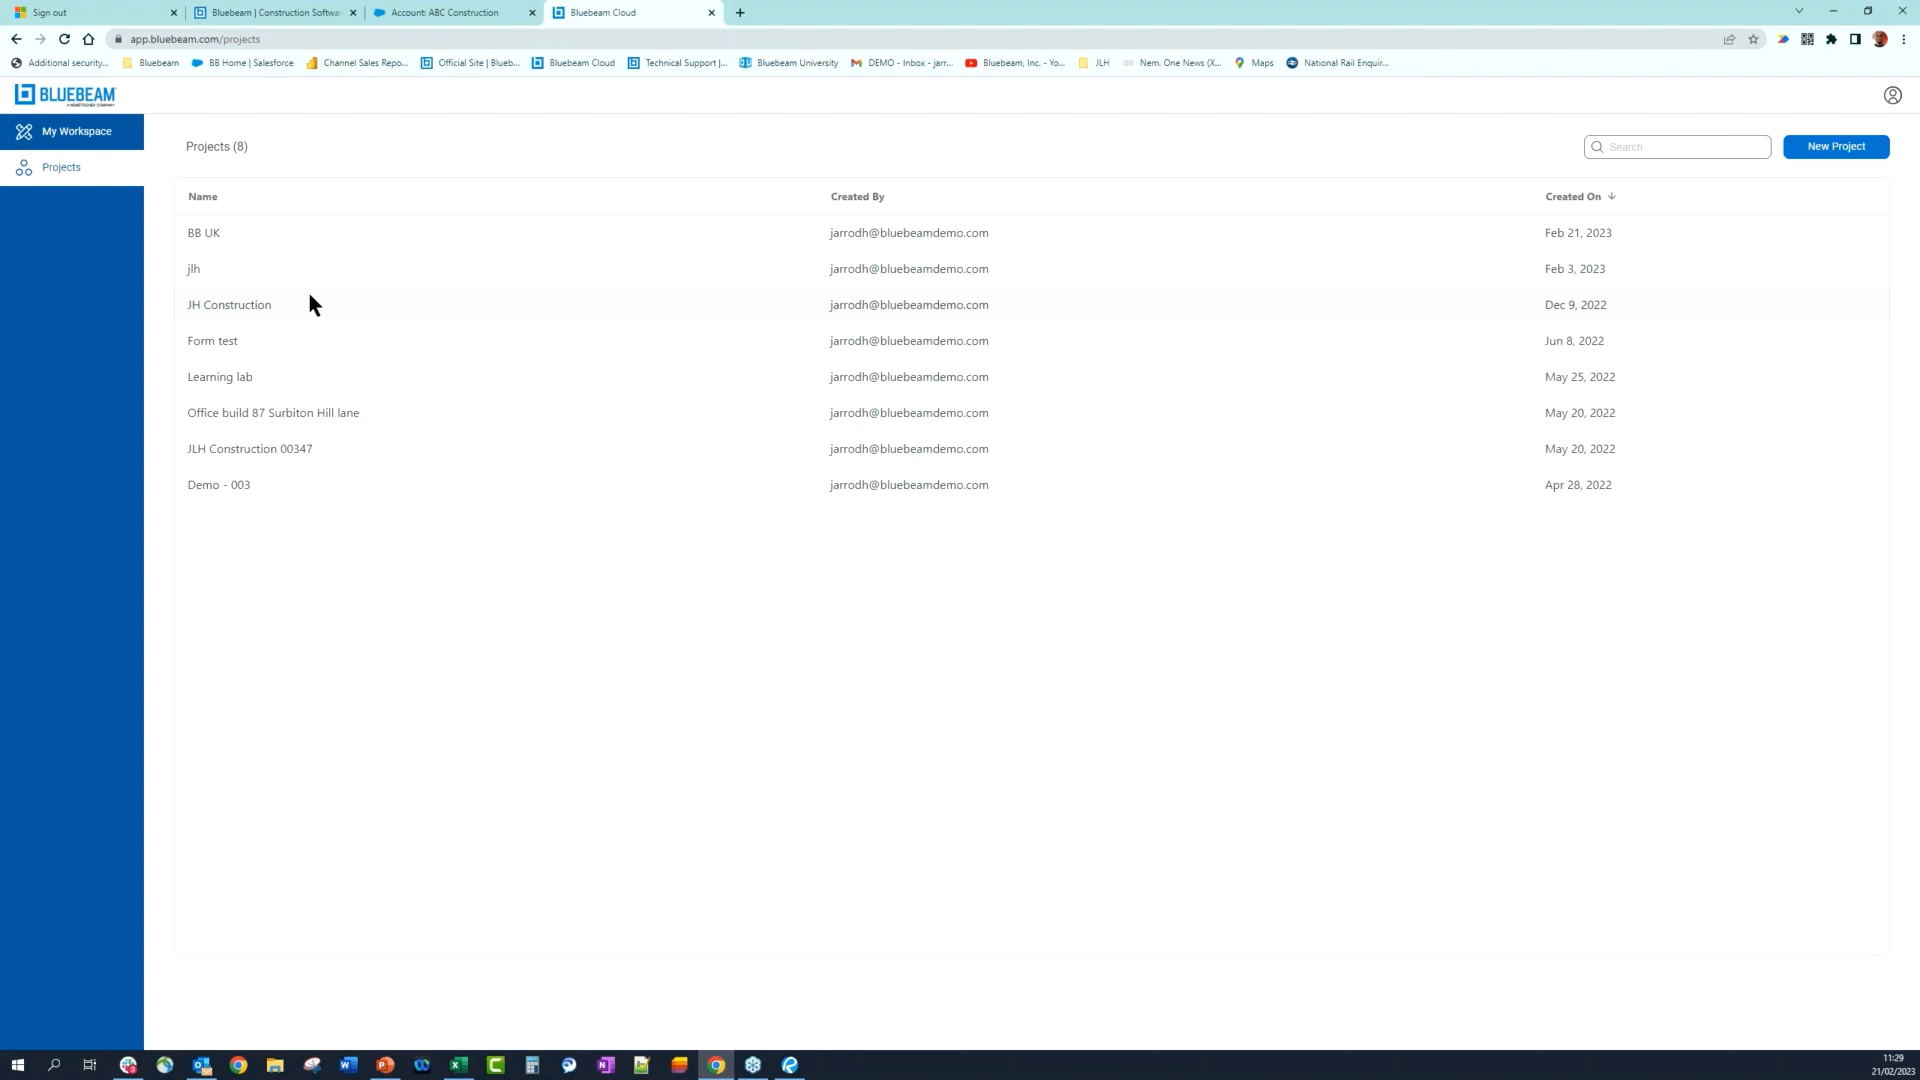 Sign out
Bluebeam | Construction Softwar
Account: ABC Construction
Bluebeam Cloud
app.bluebeam.com/projects
Additional security...
Bluebeam
BB Home | Salesforce
Channel Sales Repo...
Official Site | Blueb...
Bluebeam Cloud
Technical Support |...
Bluebeam University
DEMO - Inbox - jarr...
Bluebeam, Inc. - Yo...
JLH
Nem. One News (X...
Maps
National Rail Enquir...
BLUEBEAM
A NEMETSCHEK COMPANY
My Workspace
Projects
Projects (8)
Search
New Project
Name Created By Created On
BB UK jarrodh@bluebeamdemo.com Feb 21, 2023
jlh jarrodh@bluebeamdemo.com Feb 3, 2023
JH Construction jarrodh@bluebeamdemo.com Dec 9, 2022
Form test jarrodh@bluebeamdemo.com Jun 8, 2022
Learning lab jarrodh@bluebeamdemo.com May 25, 2022
Office build 87 Surbiton Hill lane jarrodh@bluebeamdemo.com May 20, 2022
JLH Construction 00347 jarrodh@bluebeamdemo.com May 20, 2022
Demo - 003 jarrodh@bluebeamdemo.com Apr 28, 2022
11:29
21/02/2023